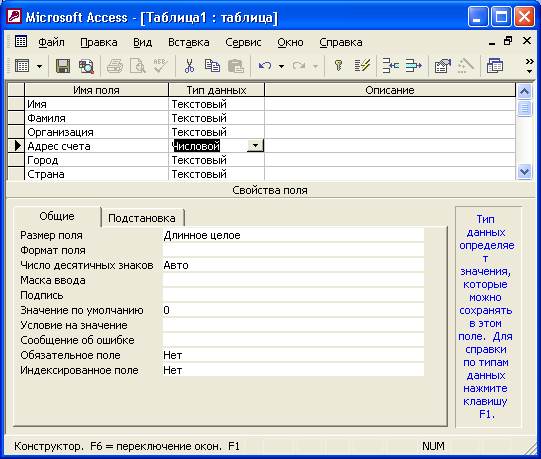 Microsoft Access - [Таблица1 : таблица]
Файл Правка Вид Вставка Сервис Окно Справка
Имя поля Тип данных Описание
Имя Текстовый
Фамиля Текстовый
Организация Текстовый
Адрес счета Числовой
Город Текстовый
Страна Текстовый
Свойства поля
Общие Подстановка
Размер поля Длинное целое
Формат поля
Число десятичных знаков Авто
Маска ввода
Подпись
Значение по умолчанию 0
Условие на значение
Сообщение об ошибке
Обязательное поле Нет
Индексированное поле Нет
Тип
данных
определяе
т
значения,
которые
можно
сохранять
в этом
поле. Для
справки
по типам
данных
нажмите
клавишу
F1.
Конструктор. F6 = переключение окон. F1 NUM